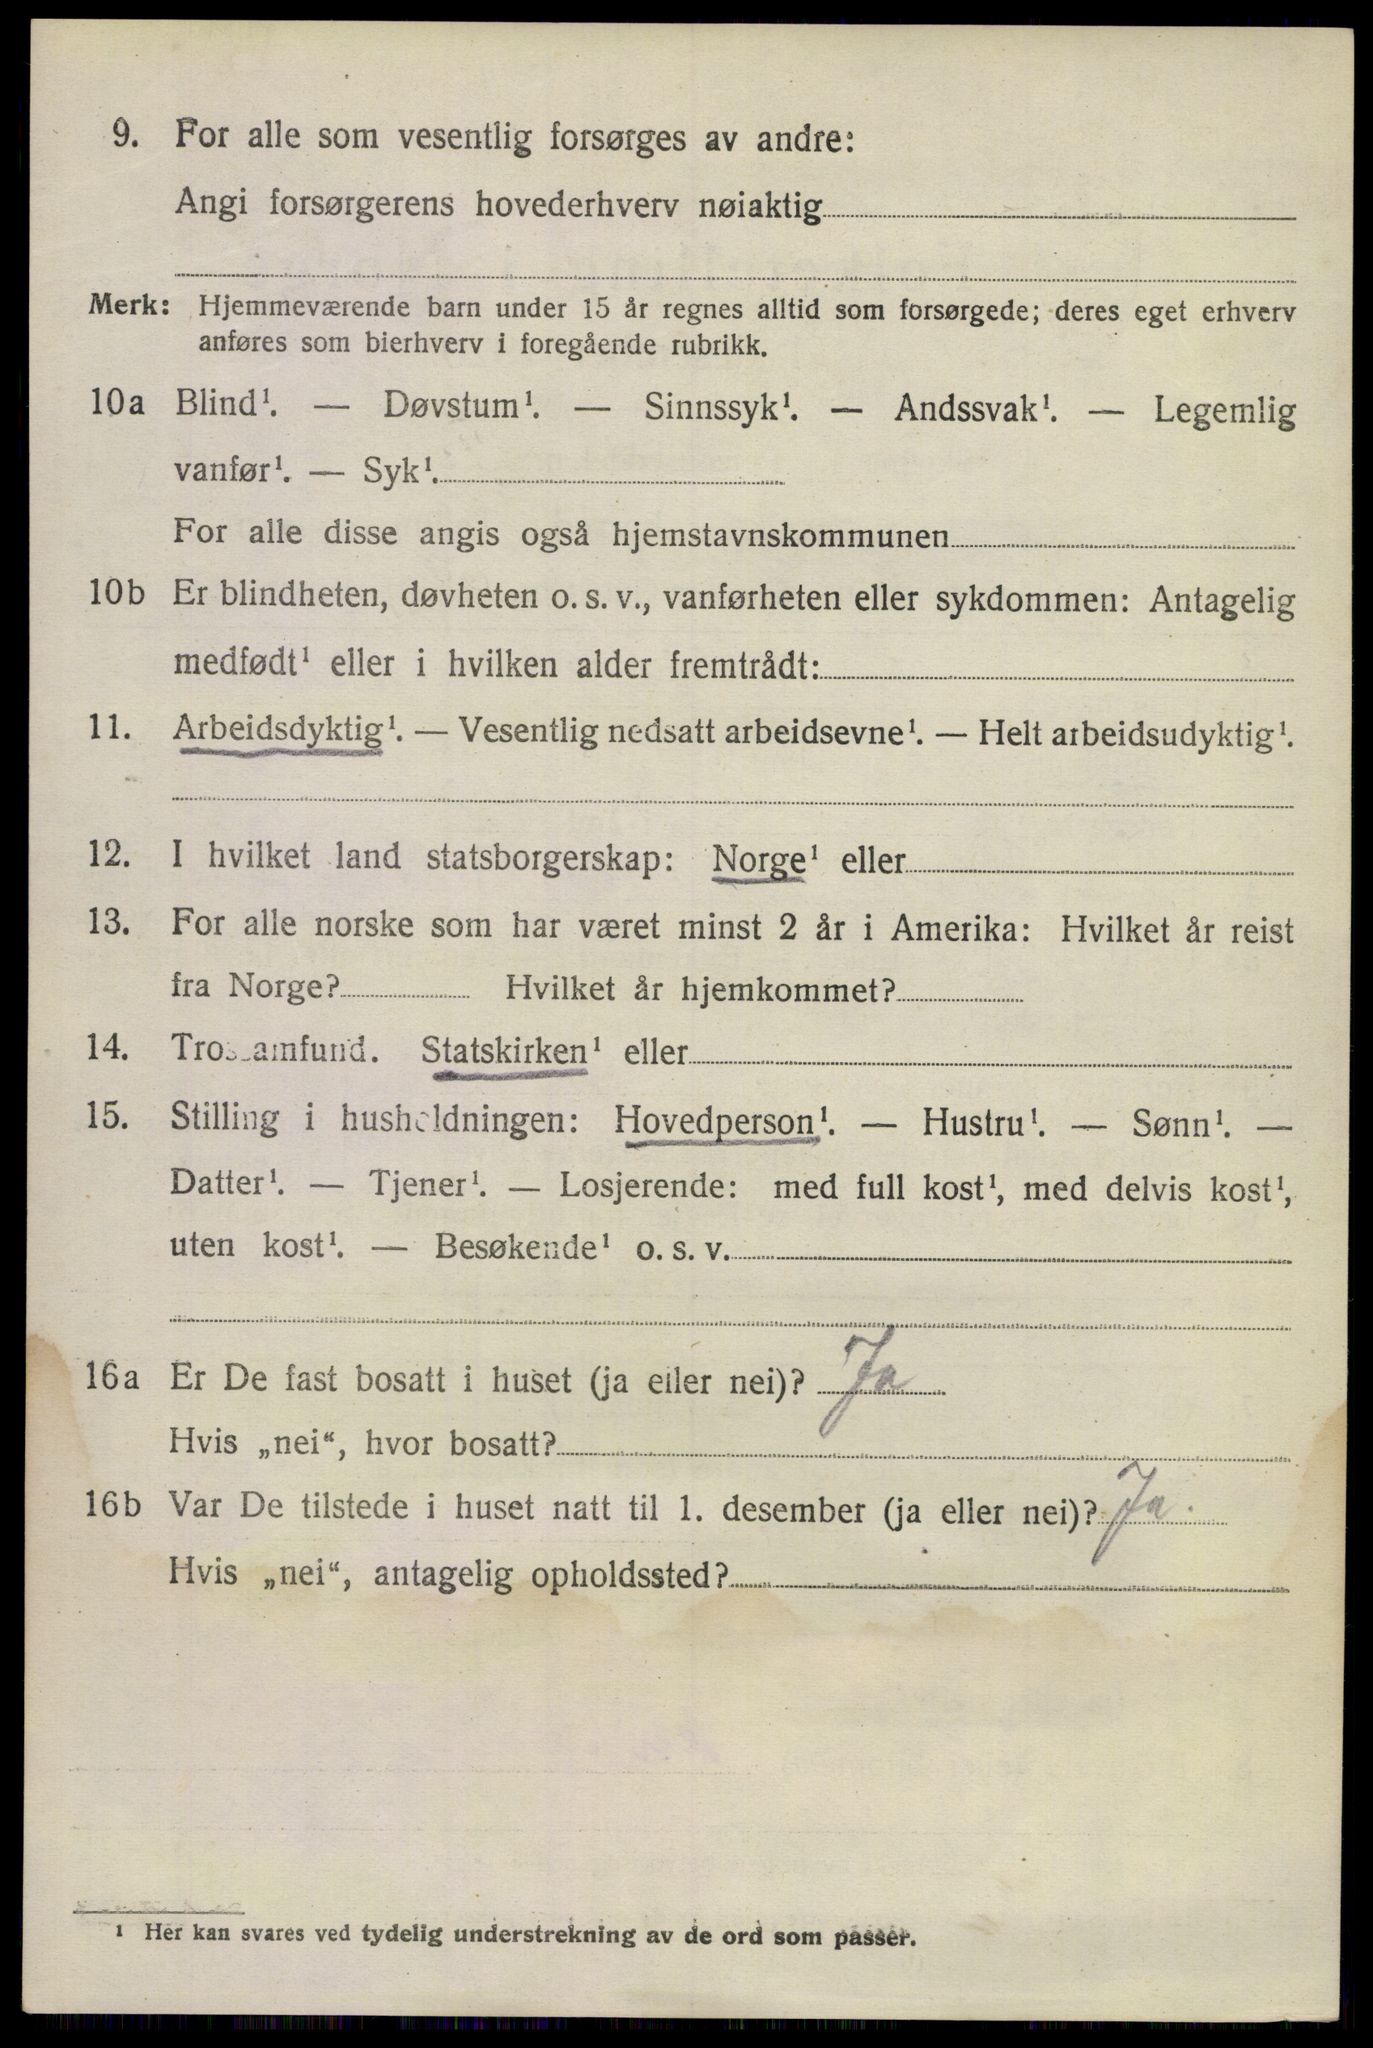 9. For alle som vesentlig forsørges av andre:
Angi forsørgerens hovederhverv nøiaktig
Merk: Hjemmeværende barn under 15 år regnes alltid som forsørgede; deres eget erhverv
anføres som bierhverv i foregående rubrikk.
10a Blind¹. — Døvstum¹. — Sinnssyk¹. — Andssvak¹. — Legemlig
vanfør¹. — Syk¹.
For alle disse angis også hjemstavnskommunen
10b Er blindheten, døvheten o. s. v., vanførheten eller sykdommen: Antagelig
medfødt¹ eller i hvilken alder fremtrådt:
11. Arbeidsdyktig¹. — Vesentlig nedsatt arbeidsevne¹. — Helt arbeidsudyktig¹.
12. I hvilket land statsborgerskap: Norge¹ eller
13. For alle norske som har været minst 2 år i Amerika: Hvilket år reist
fra Norge? Hvilket år hjemkommet?
14. Trossamfund. Statskirken¹ eller
15. Stilling i husholdningen: Hovedperson¹. — Hustru¹. — Sønn¹. —
Datter¹. — Tjener¹. — Losjerende: med full kost¹, med delvis kost¹,
uten kost¹. — Besøkende¹ o. s. v.
16a Er De fast bosatt i huset (ja eller nei)? Ja
Hvis „nei“, hvor bosatt?
16b Var De tilstede i huset natt til 1. desember (ja eller nei)? Ja.
Hvis „nei“, antagelig opholdssted?
¹ Her kan svares ved tydelig understrekning av de ord som passer.